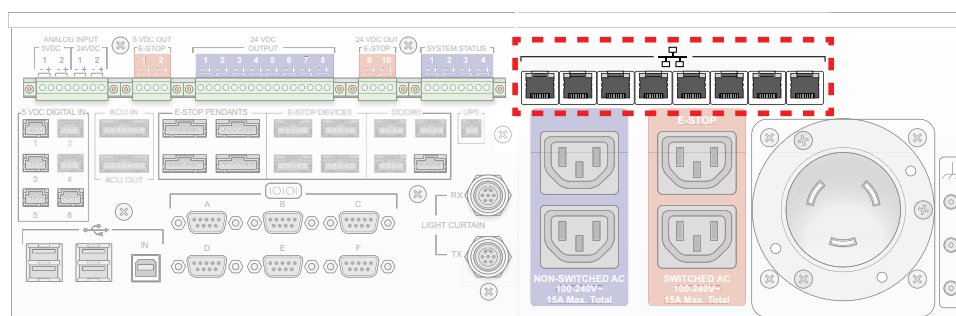 ANALOG INPUT
5VDC 24VDC
1 2 1 2
- + - + - + - +
5 VDC OUT
E-STOP
1 2
- + - +
24 VDC
OUTPUT
1 2 3 4 5 6 7 8
- + - + - + - + - + - + - + - +
24 VDC OUT
E-STOP
9 10
- + - +
SYSTEM STATUS
1 2 3 4
- + - + - + - +
5 VDC DIGITAL IN
1 2
3 4
5 6
ACU IN
ACU OUT
E-STOP PENDANTS
E-STOP DEVICES
DOORS
UPS
IOIOI
A B C
D E F
IN
RX
LIGHT CURTAIN
TX
E-STOP
NON-SWITCHED AC
100-240V~
15A Max. Total
SWITCHED AC
100-240V~
15A Max. Total